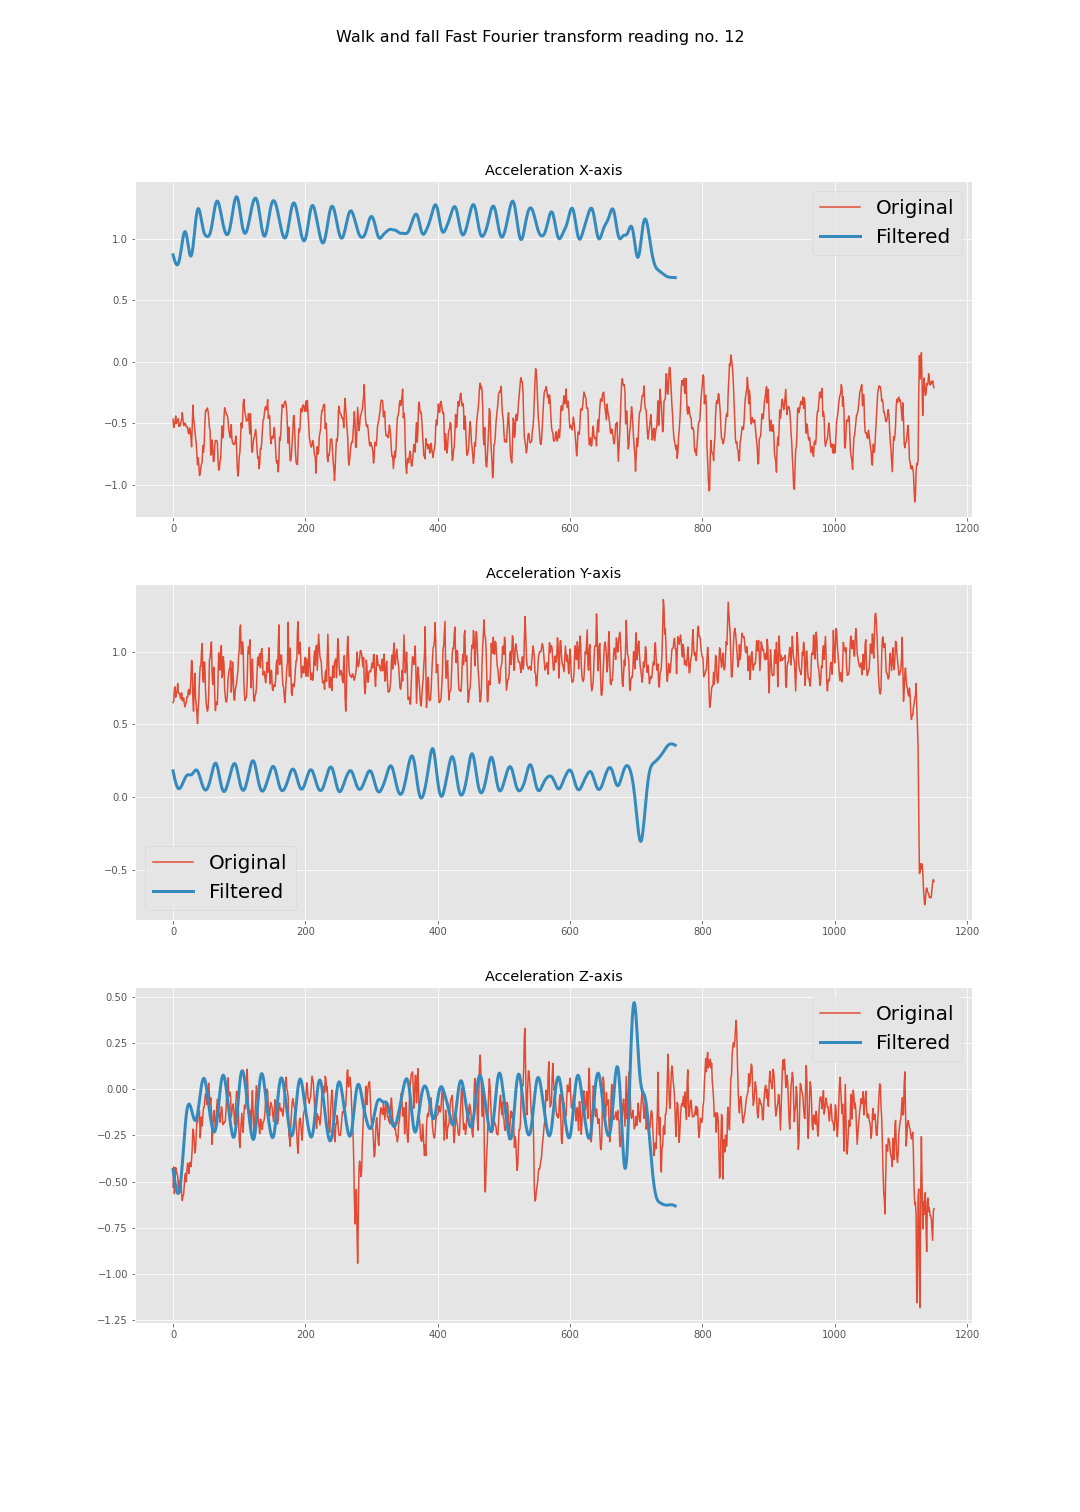 Walk and fall Fast Fourier transform reading no. 12
Acceleration X-axis
Original
Filtered
1.0
0.5
0.0
−0.5
−1.0
0 200 400 600 800 1000 1200
Acceleration Y-axis
1.0
0.5
0.0
−0.5
Original
Filtered
0 200 400 600 800 1000 1200
Acceleration Z-axis
0.50
Original
0.25
Filtered
0.00
−0.25
−0.50
−0.75
−1.00
−1.25
0 200 400 600 800 1000 1200